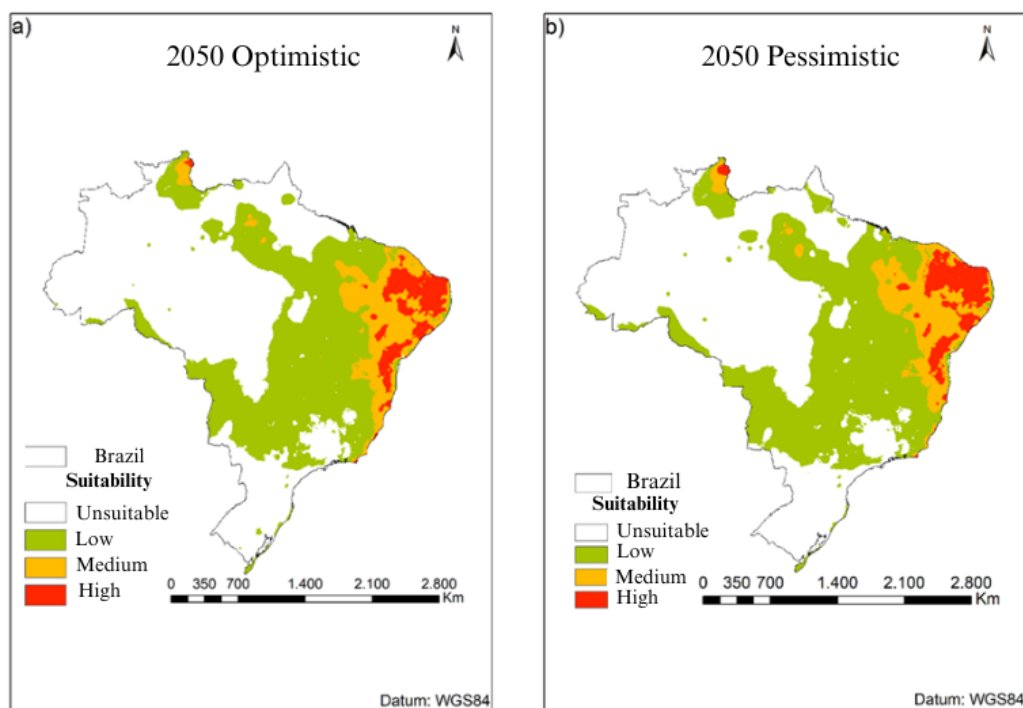 a)
N
2050 Optimistic
Brazil
Suitability
Unsuitable
Low
Medium
High
0 350 700 1.400 2.100 2.800
Km
Datum: WGS84
b)
N
2050 Pessimistic
Brazil
Suitability
Unsuitable
Low
Medium
High
0 350 700 1.400 2.100 2.800
Km
Datum: WGS84